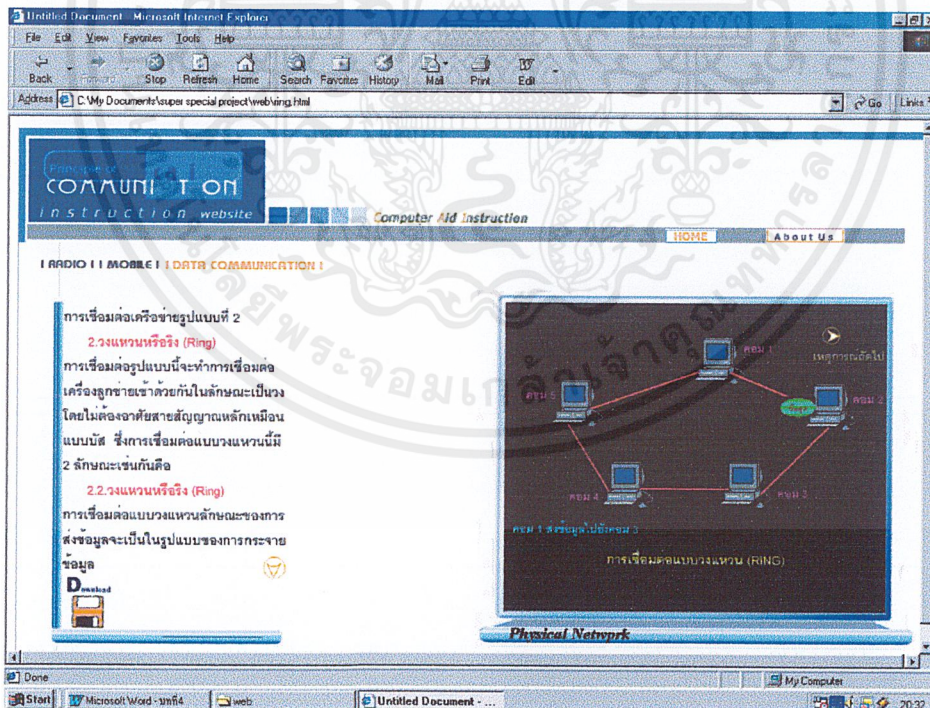 Untitled Document - Microsoft Internet Explorer
File Edit View Favorites Tools Help
Back Forward Stop Refresh Home Search Favorites History Mail Print Edit
Address C:\My Documents\super special project\web\ring.html Go Links
Principle of
COMMUNI T ON
instruction website Computer Aid Instruction
HOME About Us
| RADIO | | MOBILE | | DATA COMMUNICATION |
การเชื่อมต่อเครือข่ายรูปแบบที่ 2
2.วงแหวนหรือริง (Ring)
การเชื่อมต่อรูปแบบนี้จะทำการเชื่อมต่อ
เครื่องลูกข่ายเข้าด้วยกันในลักษณะเป็นวง
โดยไม่ต้องอาศัยสายสัญญาณหลักเหมือน
แบบบัส ซึ่งการเชื่อมต่อแบบวงแหวนนี้มี
2 ลักษณะเช่นกันคือ
2.2.วงแหวนหรือริง (Ring)
การเชื่อมต่อแบบวงแหวนลักษณะของการ
ส่งข้อมูลจะเป็นในรูปแบบของการกระจาย
ข้อมูล
Download
คอม 1
เหตุการณ์ถัดไป
คอม 5
คอม 2
คอม 4
คอม 3
คอม 1 ส่งข้อมูลไปยังคอม 3
การเชื่อมต่อแบบวงแหวน (RING)
Physical Network
Done My Computer
Start Microsoft Word - บทที่4 web Untitled Document - ... 20:32